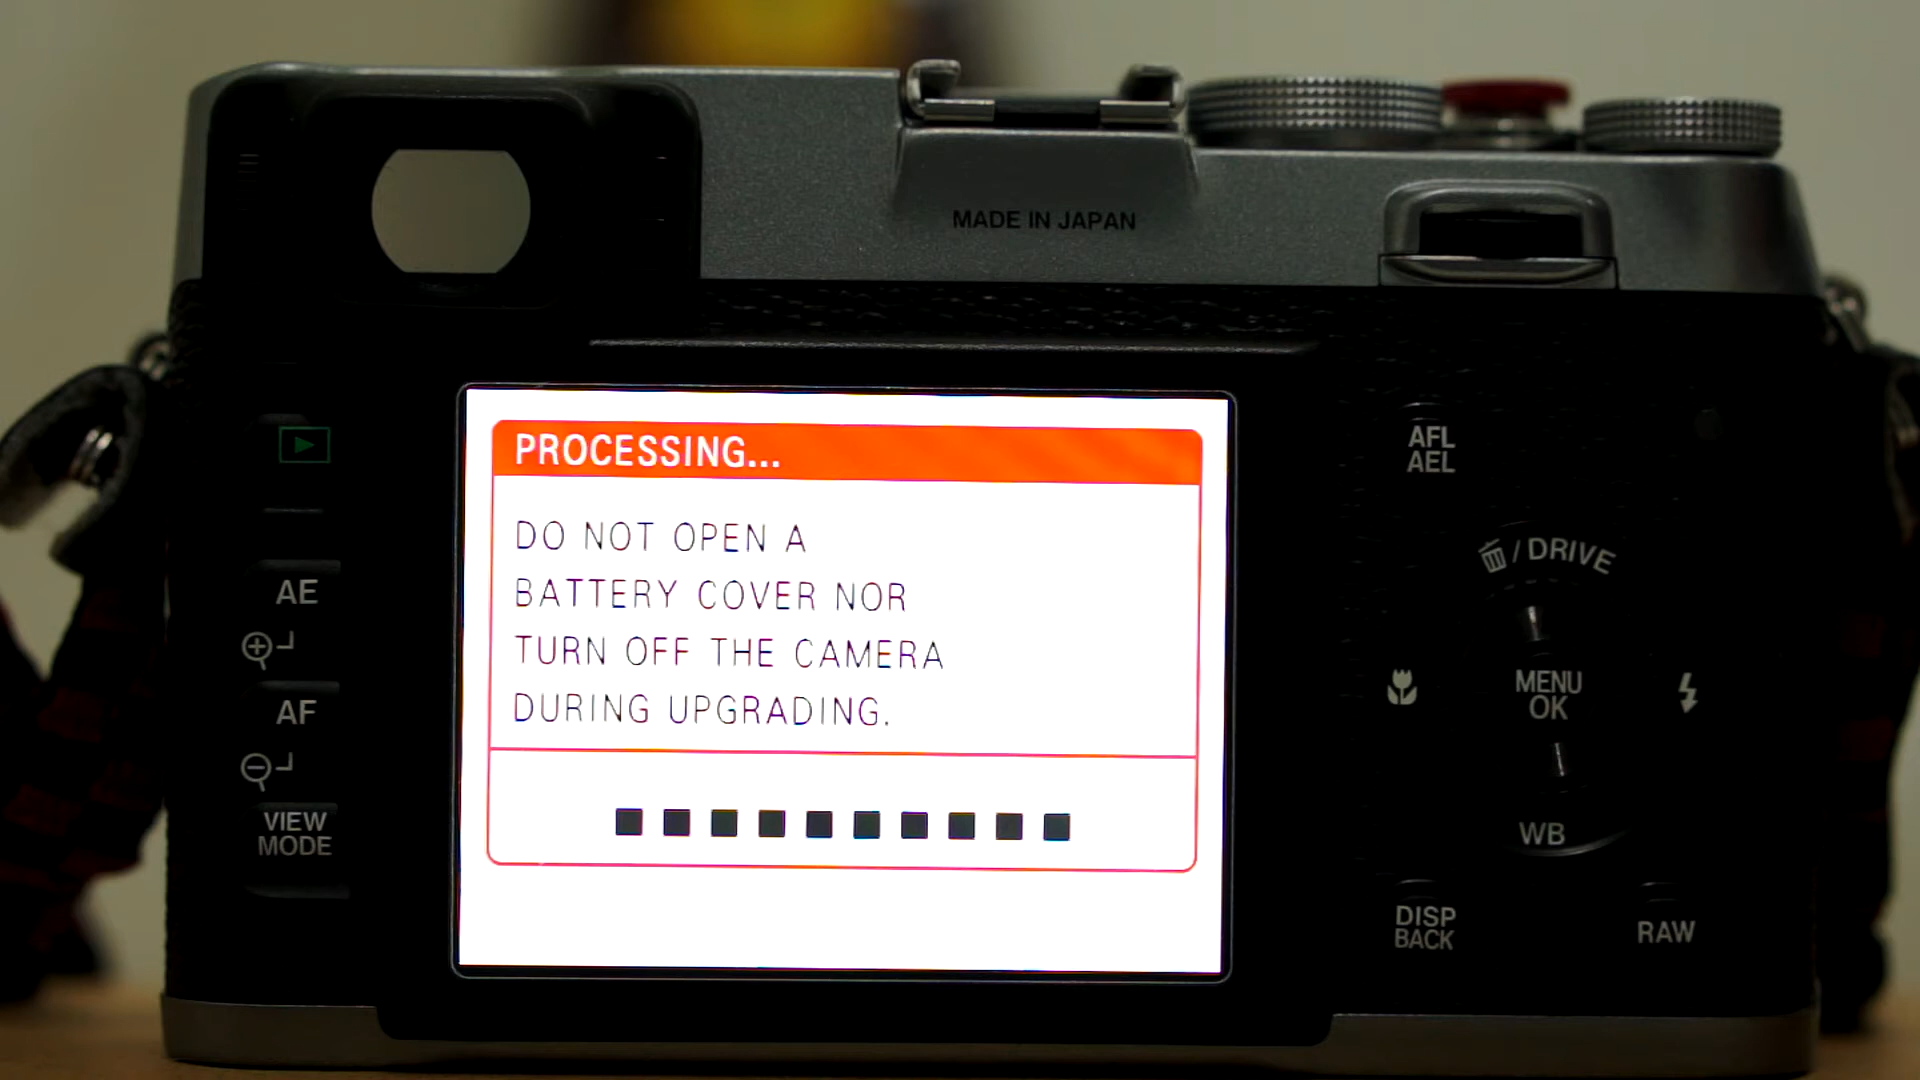 MADE IN JAPAN
PROCESSING...
DO NOT OPEN A
BATTERY COVER NOR
TURN OFF THE CAMERA
DURING UPGRADING.
AE
AF
VIEW
MODE
AFL
AEL
/ DRIVE
MENU
OK
WB
DISP
BACK
RAW